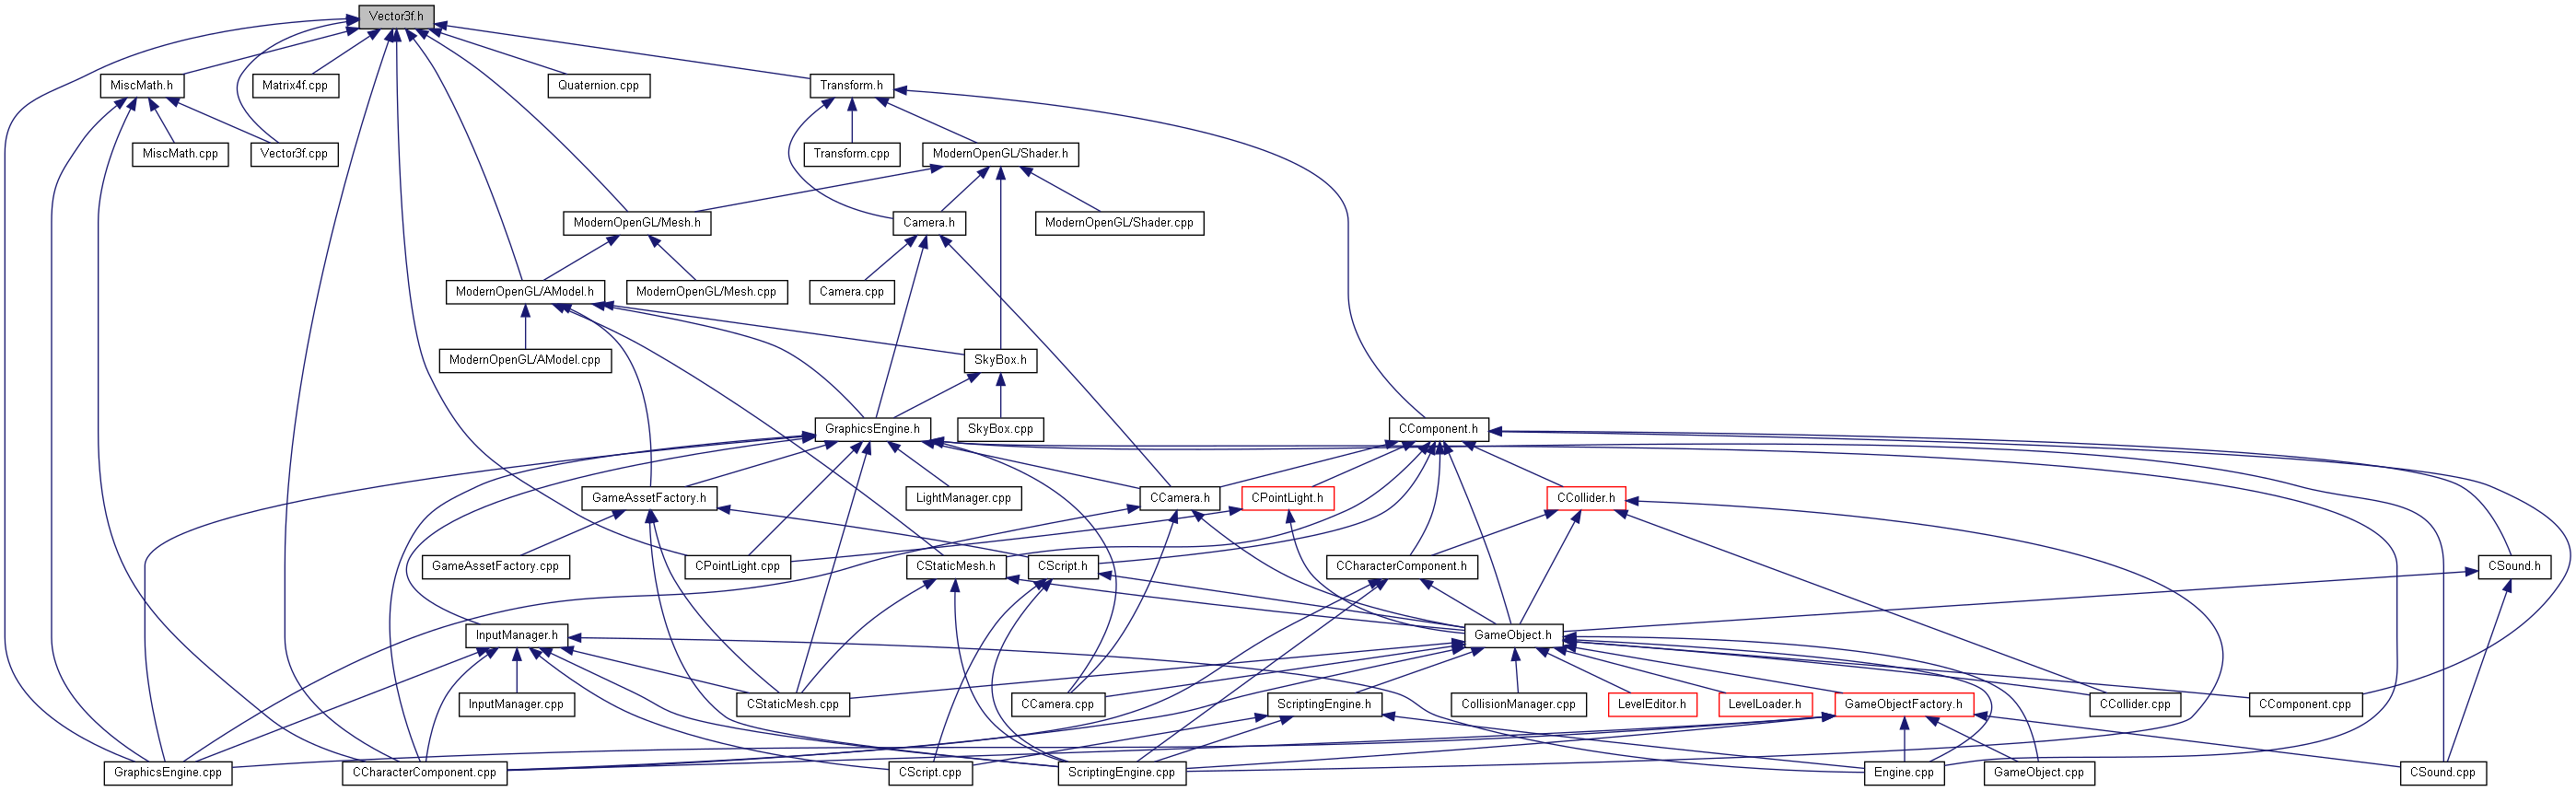 Vector3f.h
MiscMath.h
Matrix4f.cpp
Quaternion.cpp
Transform.h
MiscMath.cpp
Vector3f.cpp
Transform.cpp
ModernOpenGL/Shader.h
ModernOpenGL/Mesh.h
Camera.h
ModernOpenGL/Shader.cpp
ModernOpenGL/AModel.h
ModernOpenGL/Mesh.cpp
Camera.cpp
ModernOpenGL/AModel.cpp
SkyBox.h
GraphicsEngine.h
SkyBox.cpp
CComponent.h
GameAssetFactory.h
LightManager.cpp
CCamera.h
CPointLight.h
CCollider.h
GameAssetFactory.cpp
CPointLight.cpp
CStaticMesh.h
CScript.h
CCharacterComponent.h
CSound.h
InputManager.h
GameObject.h
InputManager.cpp
CStaticMesh.cpp
CCamera.cpp
ScriptingEngine.h
CollisionManager.cpp
LevelEditor.h
LevelLoader.h
GameObjectFactory.h
CCollider.cpp
CComponent.cpp
GraphicsEngine.cpp
CCharacterComponent.cpp
CScript.cpp
ScriptingEngine.cpp
Engine.cpp
GameObject.cpp
CSound.cpp